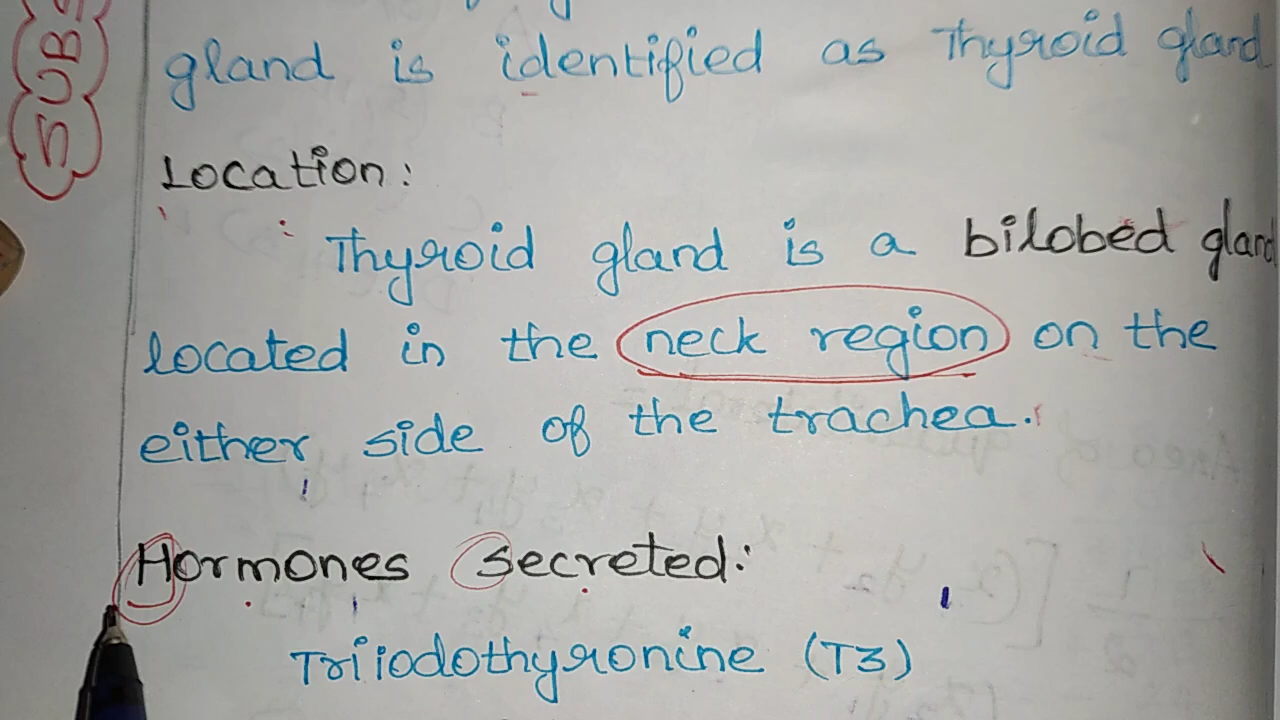 SUBS
gland is identified as Thyroid gland
Location:
Thyroid gland is a bilobed gland
located in the neck region on the
either side of the trachea.
Hormones secreted:
Triiodothyronine (T3)